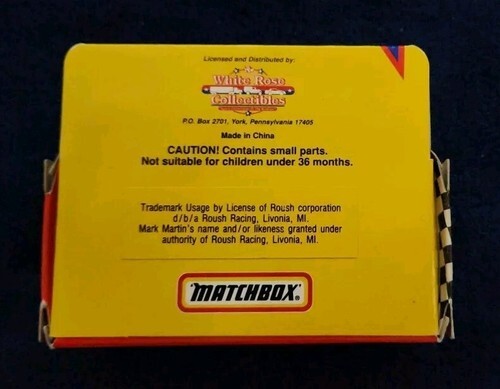 Licensed and Distributed by:
White Rose
Collectibles
P.O. Box 2701, York, Pennsylvania 17405
Made in China
CAUTION! Contains small parts.
Not suitable for children under 36 months.
Trademark Usage by License of Roush corporation
d/b/a Roush Racing, Livonia, MI.
Mark Martin's name and/or likeness granted under
authority of Roush Racing, Livonia, MI.
MATCHBOX®